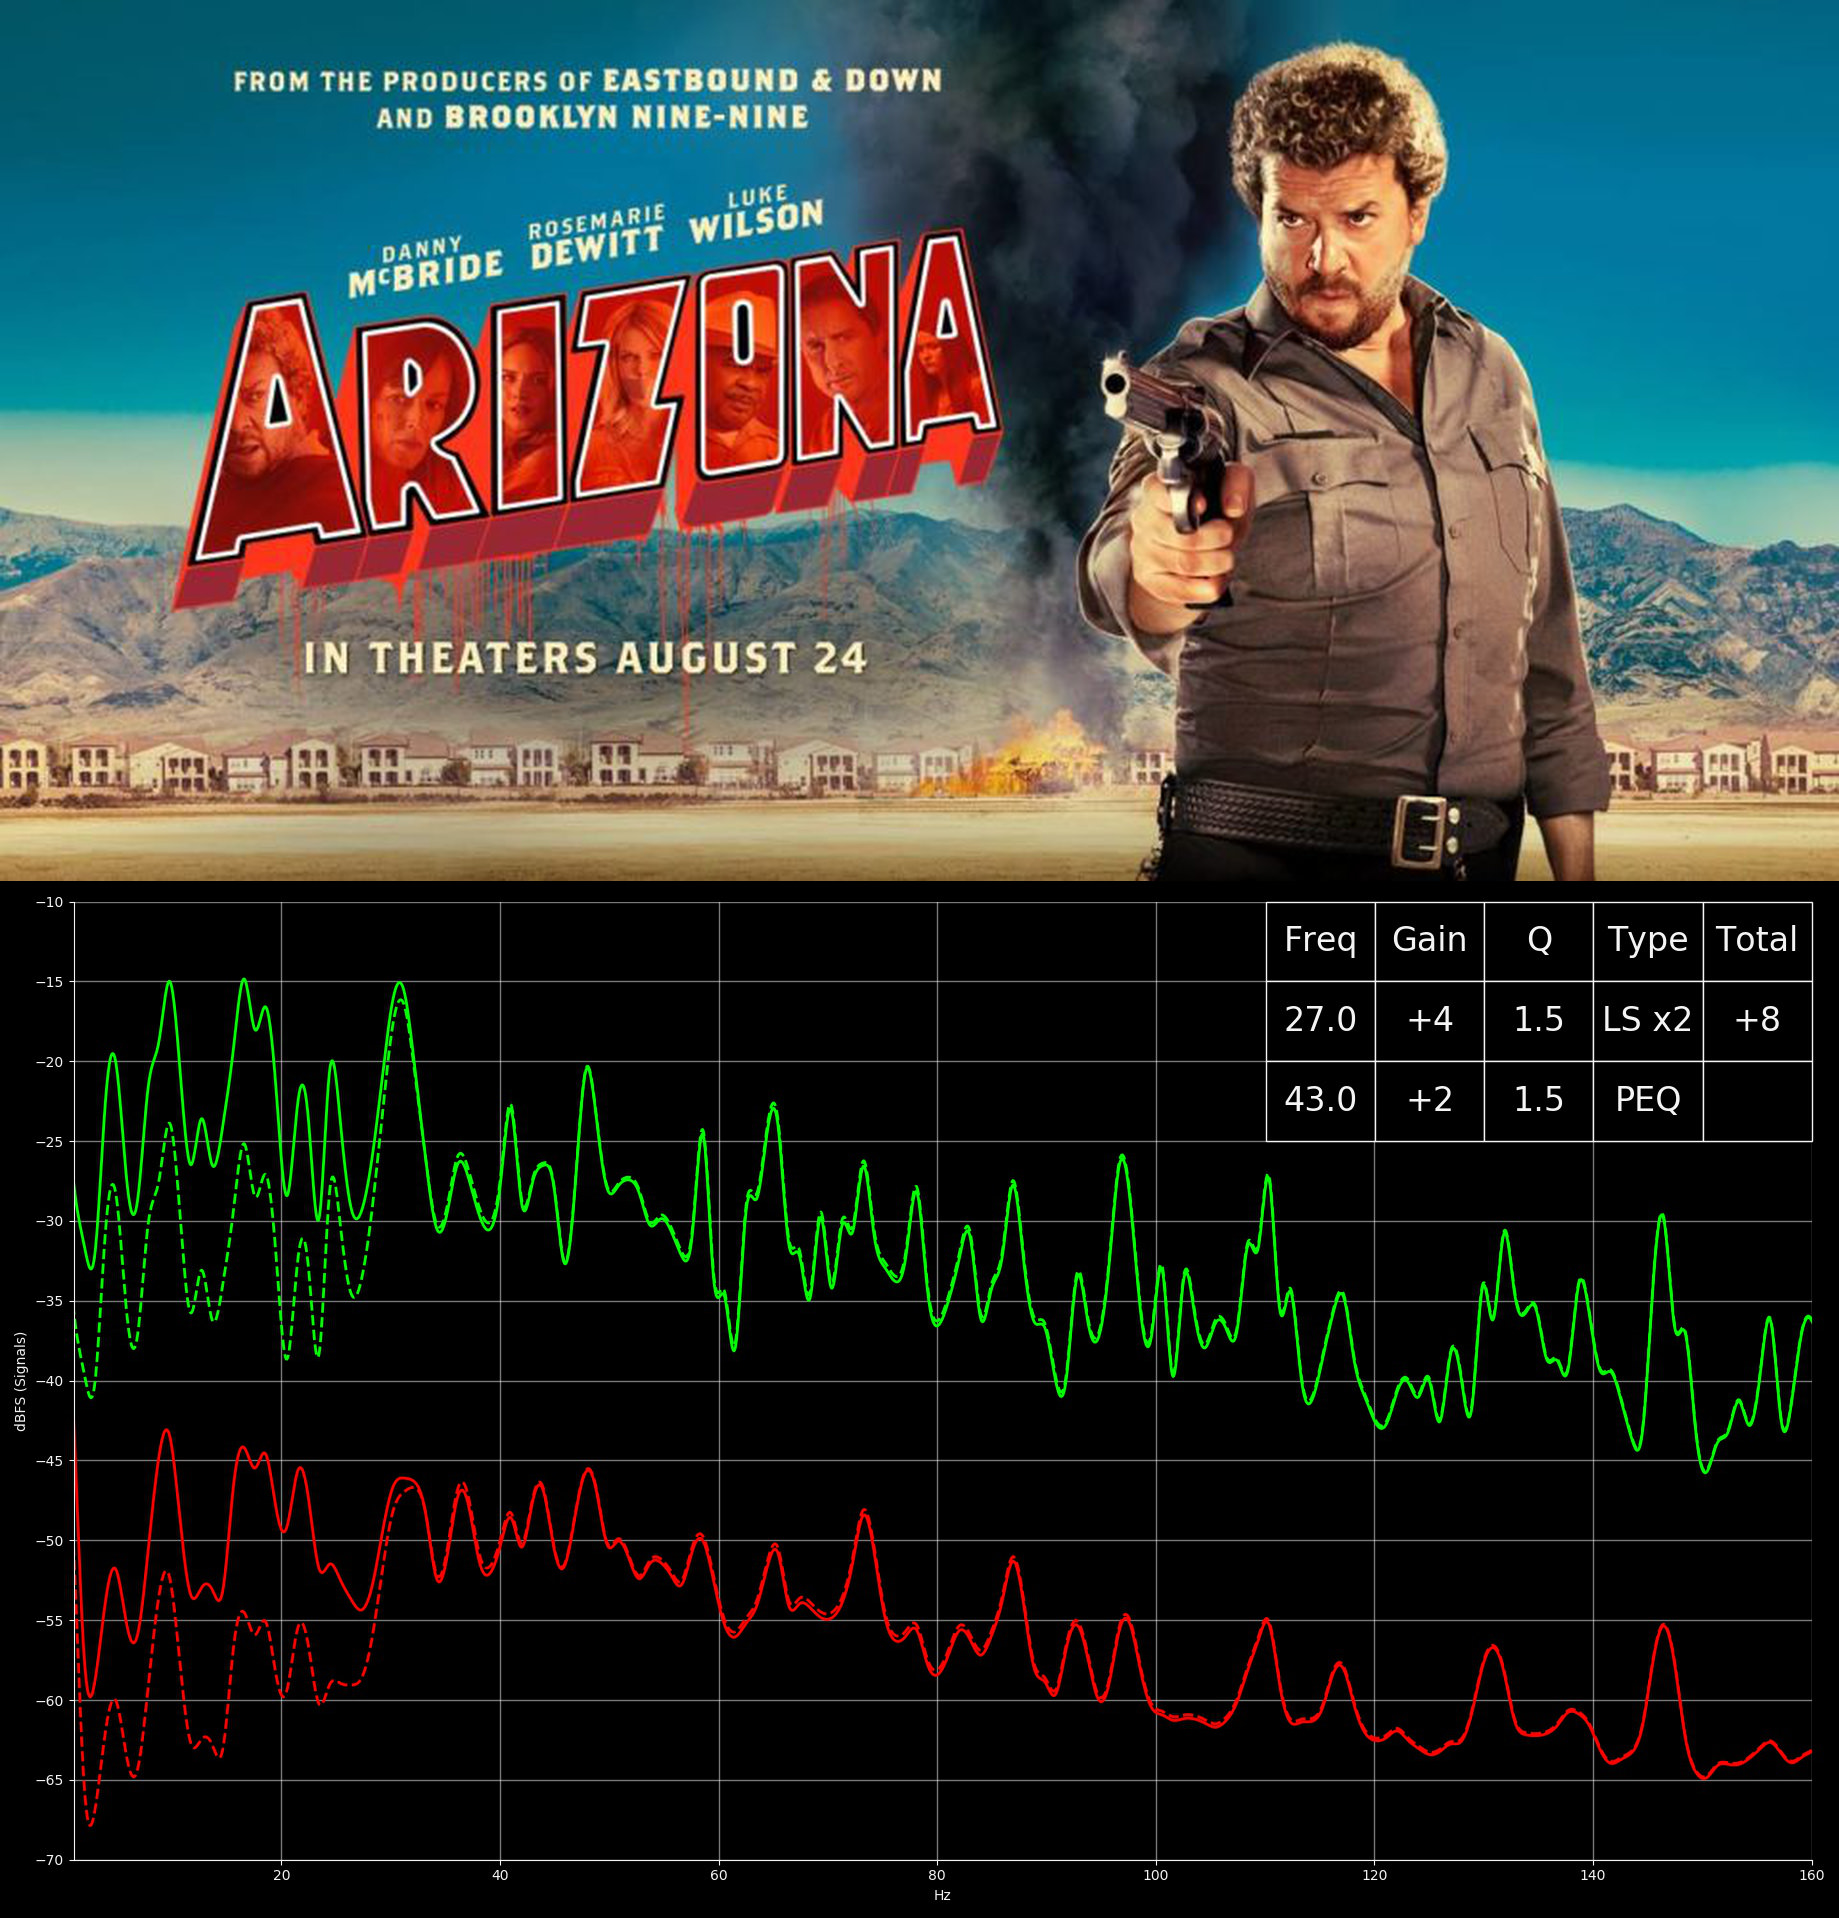 FROM THE PRODUCERS OF EASTBOUND & DOWN
AND BROOKLYN NINE-NINE
DANNY McBRIDE ROSEMARIE DEWITT LUKE WILSON
ARIZONA
IN THEATERS AUGUST 24
Freq Gain Q Type Total
27.0 +4 1.5 LS x2 +8
43.0 +2 1.5 PEQ
−10
−15
−20
−25
−30
−35
−40
−45
−50
−55
−60
−65
−70
dBFS (Signals)
20 40 60 80 100 120 140 160
Hz